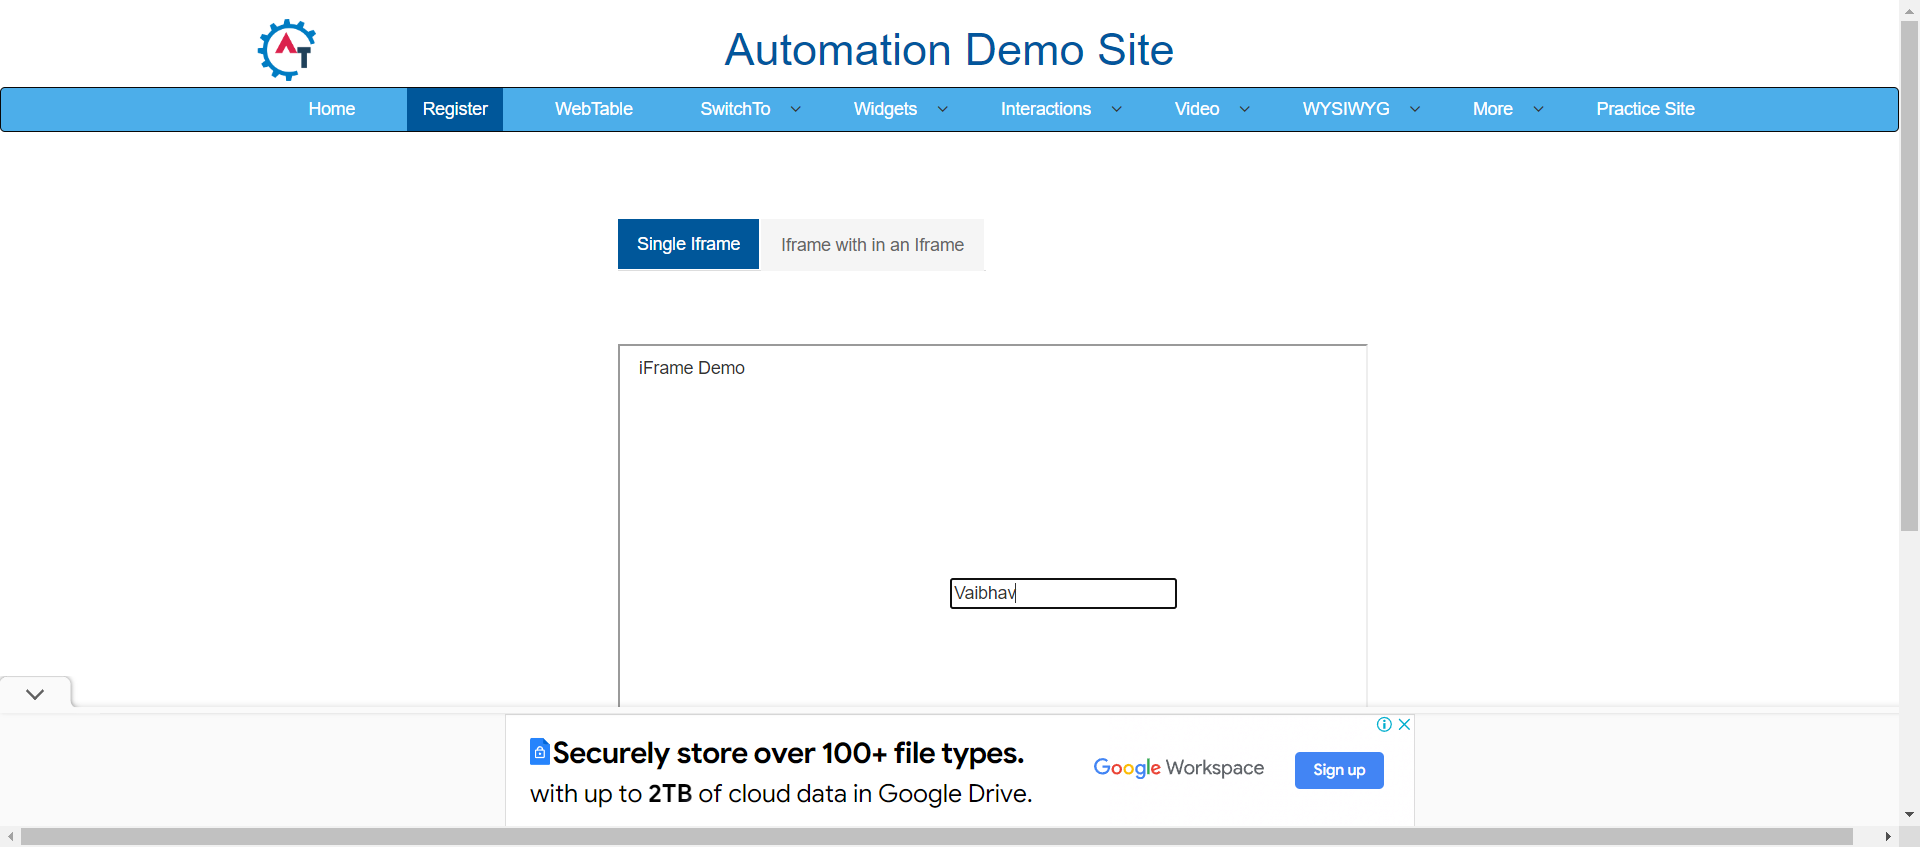 AT
Automation Demo Site
Home Register WebTable SwitchTo Widgets Interactions Video WYSIWYG More Practice Site
Single Iframe Iframe with in an Iframe
iFrame Demo
Vaibhav
Securely store over 100+ file types.
with up to 2TB of cloud data in Google Drive.
Google Workspace
Sign up